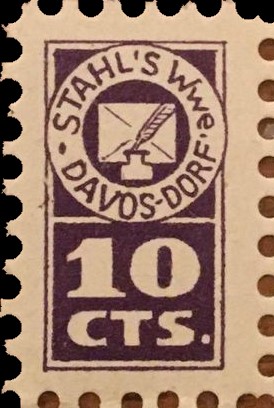 STAHL'S Wwe.
DAVOS-DORF
10
CTS.